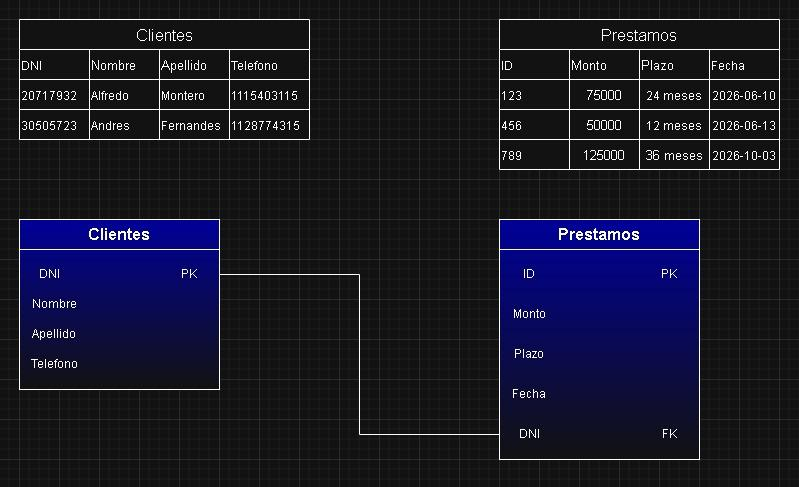 Clientes
DNI Nombre Apellido Telefono
20717932 Alfredo Montero 1115403115
30505723 Andres Fernandes 1128774315
Prestamos
ID Monto Plazo Fecha
123 75000 24 meses 2026-06-10
456 50000 12 meses 2026-06-13
789 125000 36 meses 2026-10-03
Clientes
DNI PK
Nombre
Apellido
Telefono
Prestamos
ID PK
Monto
Plazo
Fecha
DNI FK